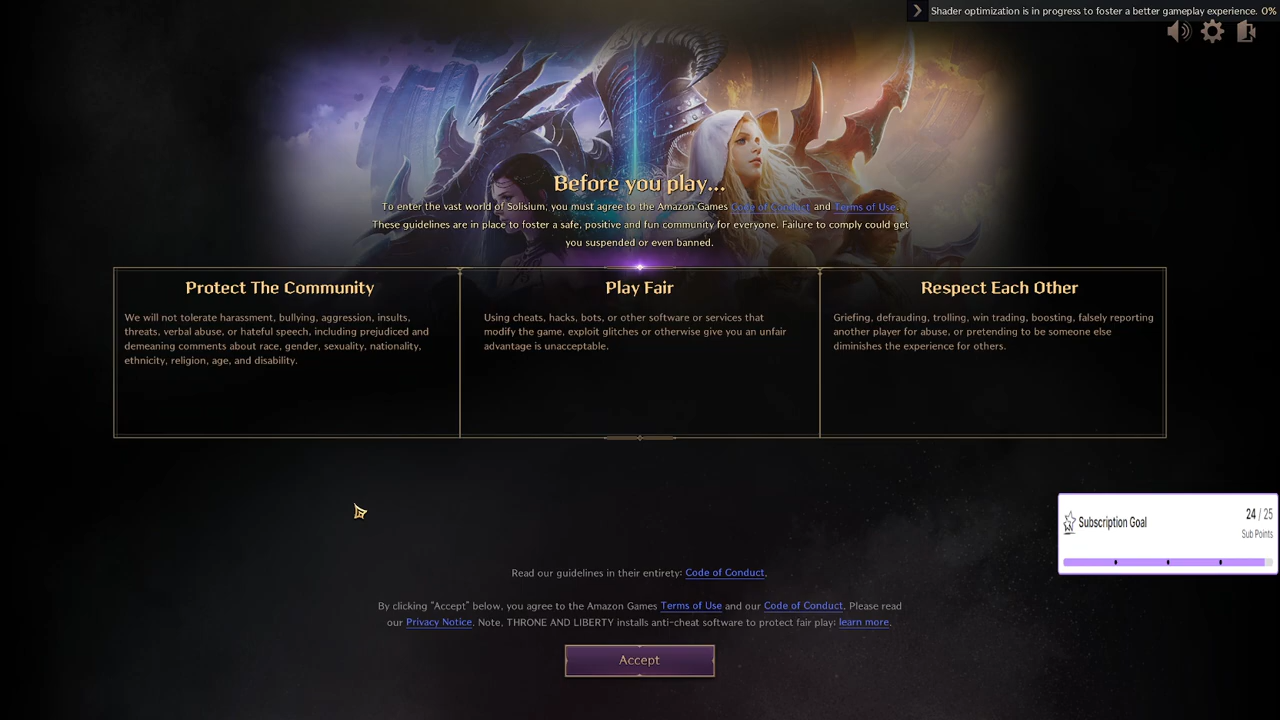 Shader optimization is in progress to foster a better gameplay experience. 0%
Before you play...
To enter the vast world of Solisium, you must agree to the Amazon Games Code of Conduct and Terms of Use.
These guidelines are in place to foster a safe, positive and fun community for everyone. Failure to comply could get
you suspended or even banned.
Protect The Community
We will not tolerate harassment, bullying, aggression, insults,
threats, verbal abuse, or hateful speech, including prejudiced and
demeaning comments about race, gender, sexuality, nationality,
ethnicity, religion, age, and disability.
Play Fair
Using cheats, hacks, bots, or other software or services that
modify the game, exploit glitches or otherwise give you an unfair
advantage is unacceptable.
Respect Each Other
Griefing, defrauding, trolling, win trading, boosting, falsely reporting
another player for abuse, or pretending to be someone else
diminishes the experience for others.
Subscription Goal
24 / 25
Sub Points
Read our guidelines in their entirety: Code of Conduct.
By clicking "Accept" below, you agree to the Amazon Games Terms of Use and our Code of Conduct. Please read
our Privacy Notice. Note, THRONE AND LIBERTY installs anti-cheat software to protect fair play: learn more.
Accept